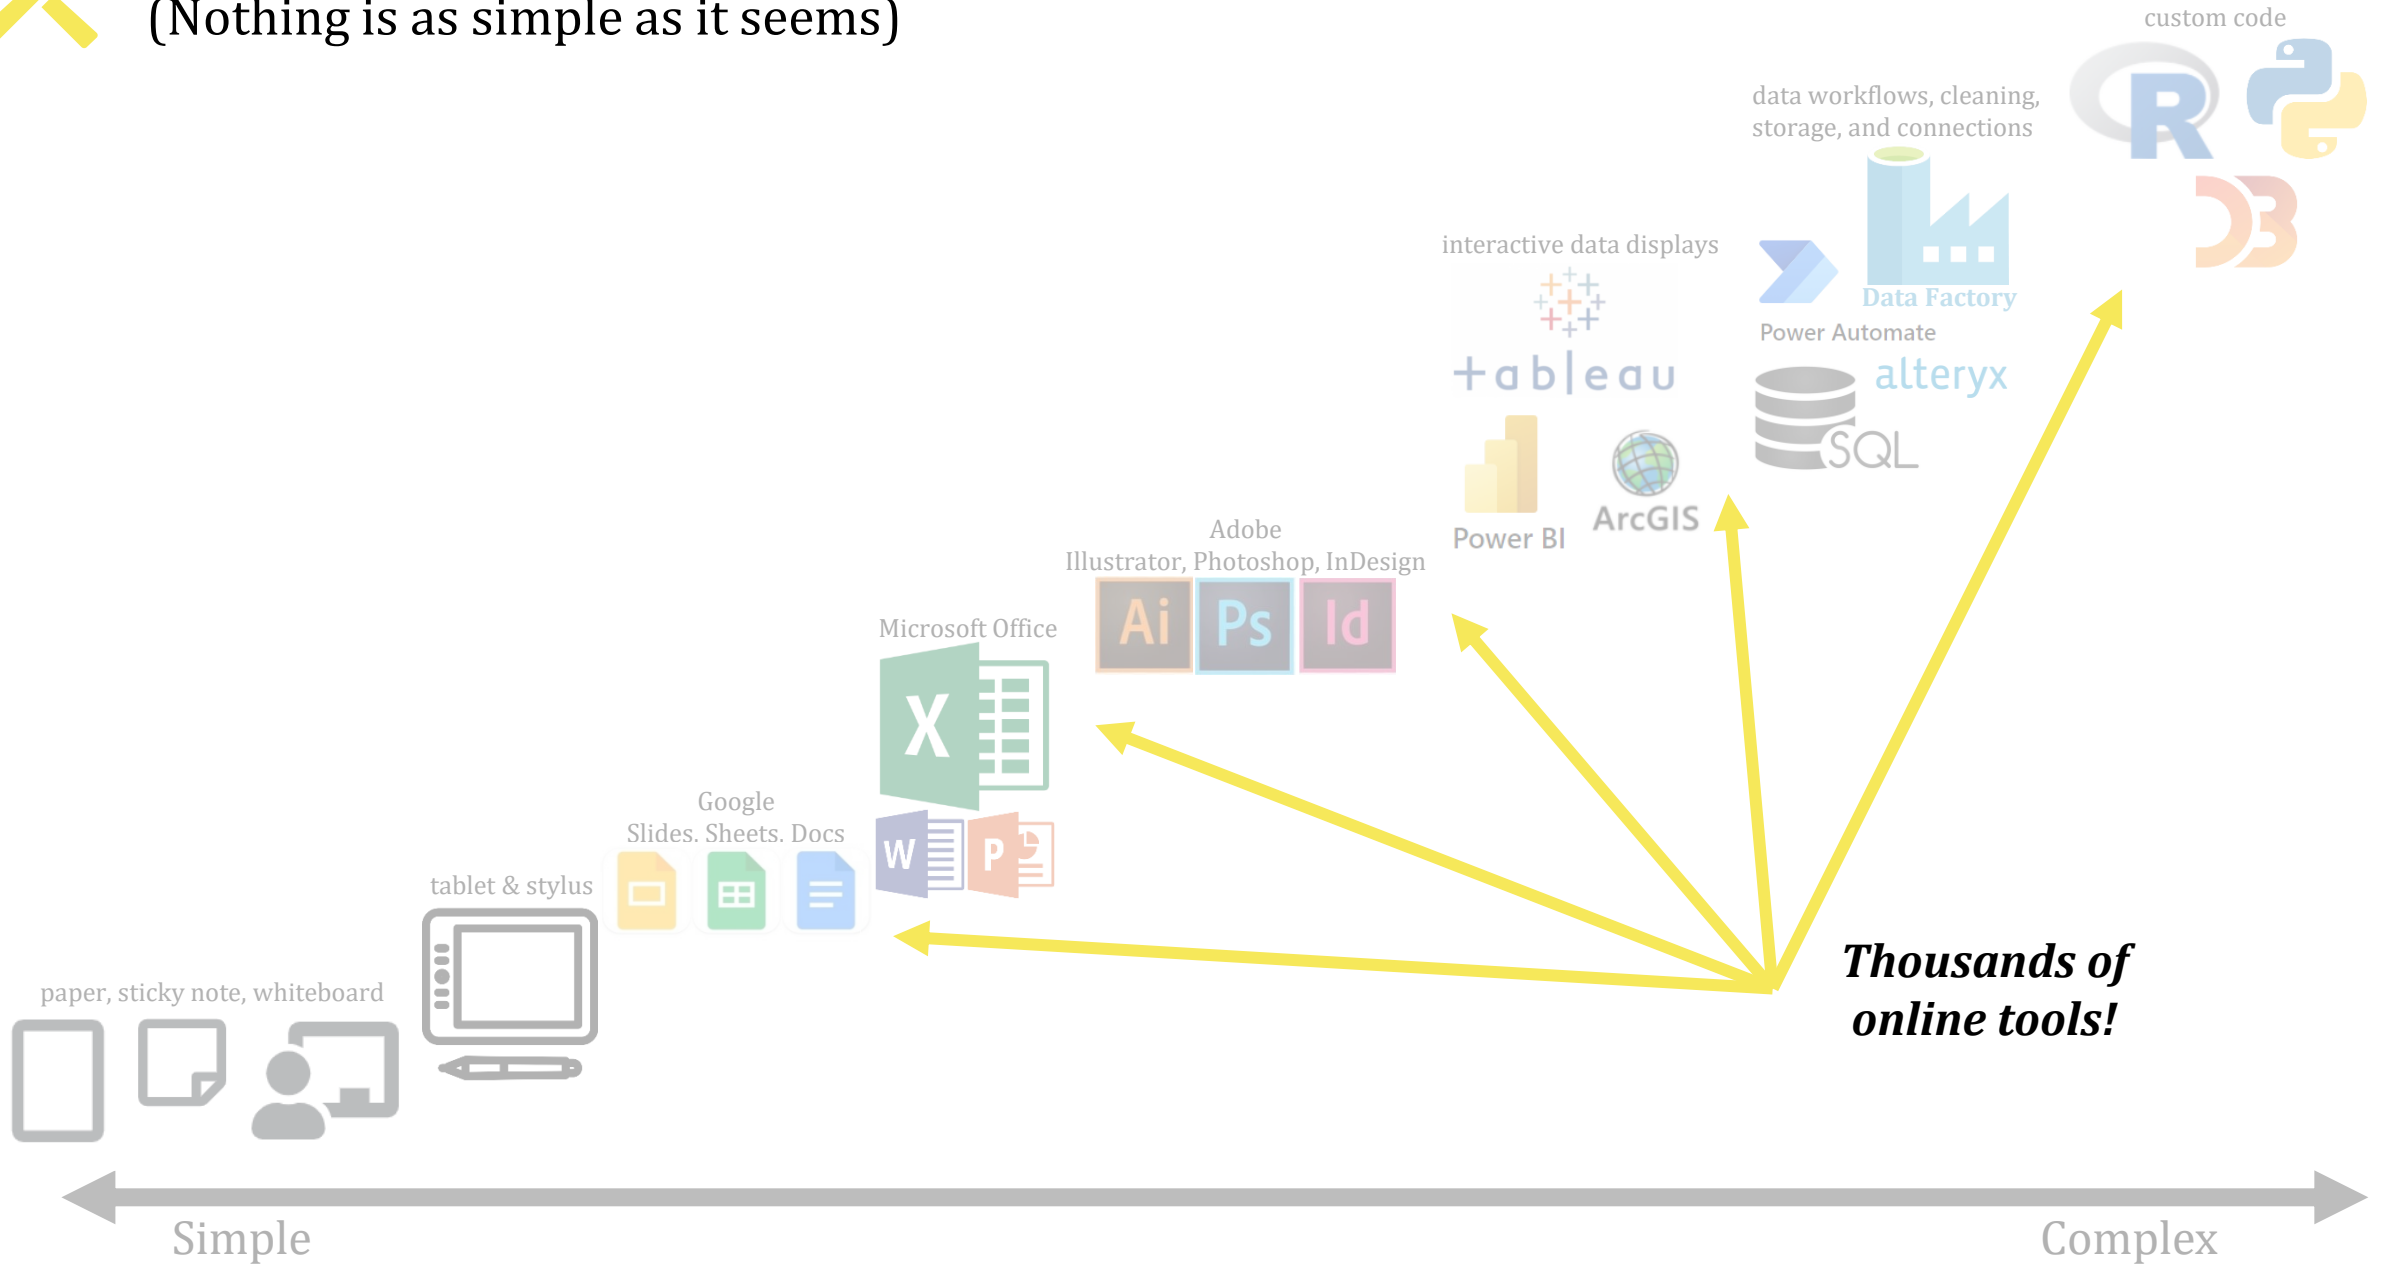 (Nothing is as simple as it seems)
custom code
R
D3
data workflows, cleaning,
storage, and connections
Data Factory
Power Automate
alteryx
SQL
interactive data displays
+ableau
Power BI
ArcGIS
Adobe
Illustrator, Photoshop, InDesign
Ai
Ps
Id
Microsoft Office
X
W
P
Google
Slides. Sheets. Docs
tablet & stylus
paper, sticky note, whiteboard
Thousands of
online tools!
Simple
Complex